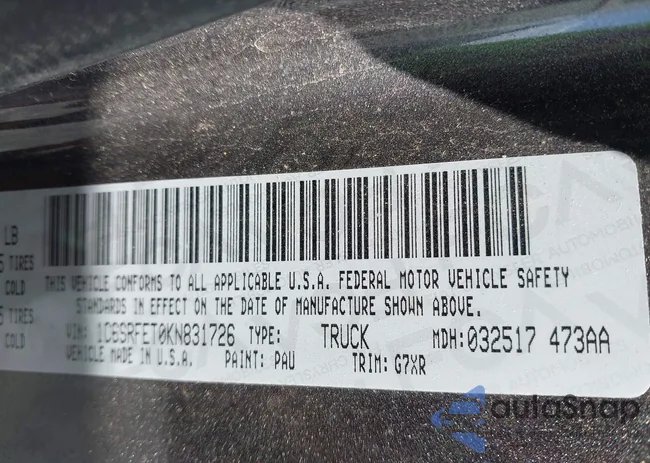 LB
TIRES
COLD
TIRES
COLD
THIS VEHICLE CONFORMS TO ALL APPLICABLE U.S.A. FEDERAL MOTOR VEHICLE SAFETY
STANDARDS IN EFFECT ON THE DATE OF MANUFACTURE SHOWN ABOVE.
VIN: 1C6SRFET0KN831726 TYPE: TRUCK MDH: 032517 473AA
VEHICLE MADE IN U.S.A. PAINT: PAU TRIM: G7XR
autoSnap